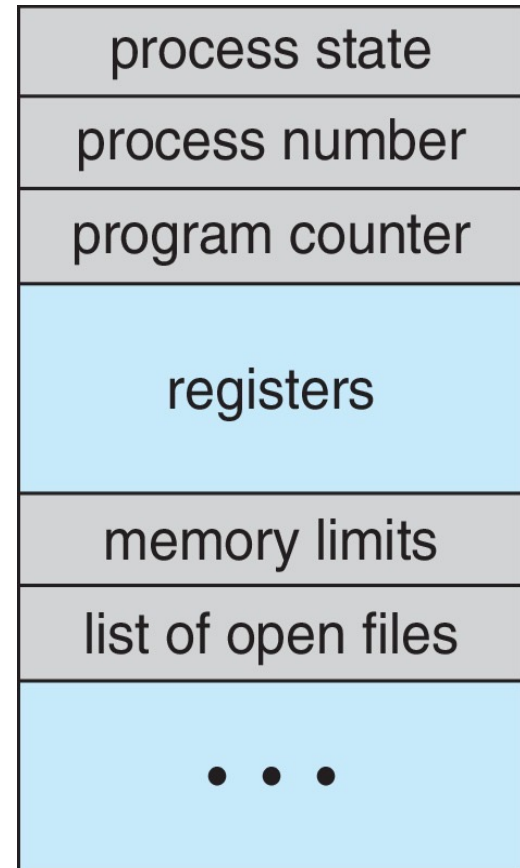 process state
process number
program counter
registers
memory limits
list of open files
• • •